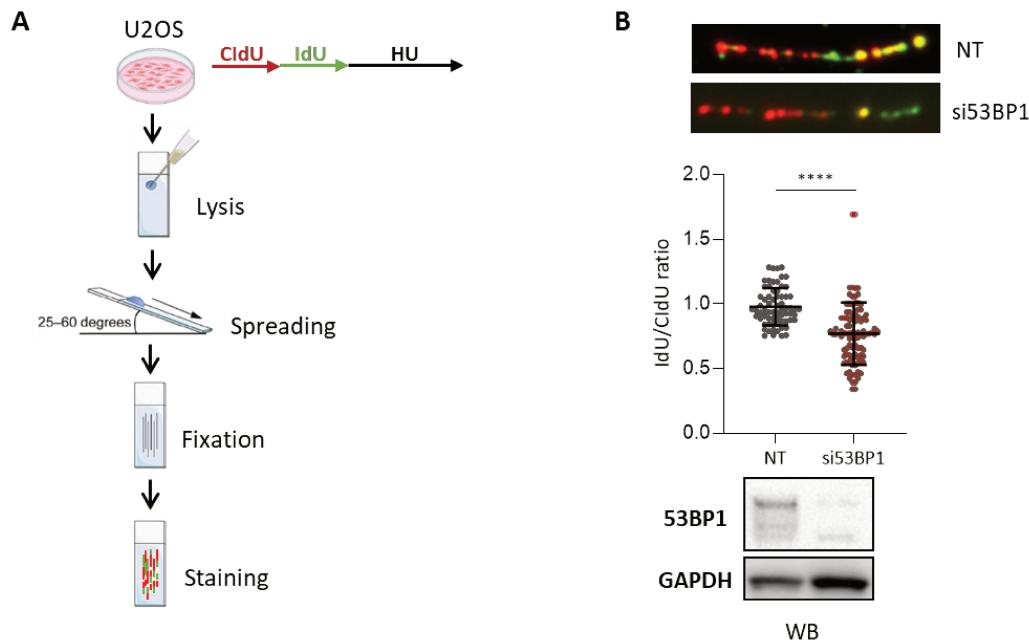 A
U2OS
CldU
IdU
HU
Lysis
25–60 degrees
Spreading
Fixation
Staining
B
NT
si53BP1
****
2.0
1.5
1.0
0.5
0.0
IdU/CldU ratio
NT
si53BP1
53BP1
GAPDH
WB